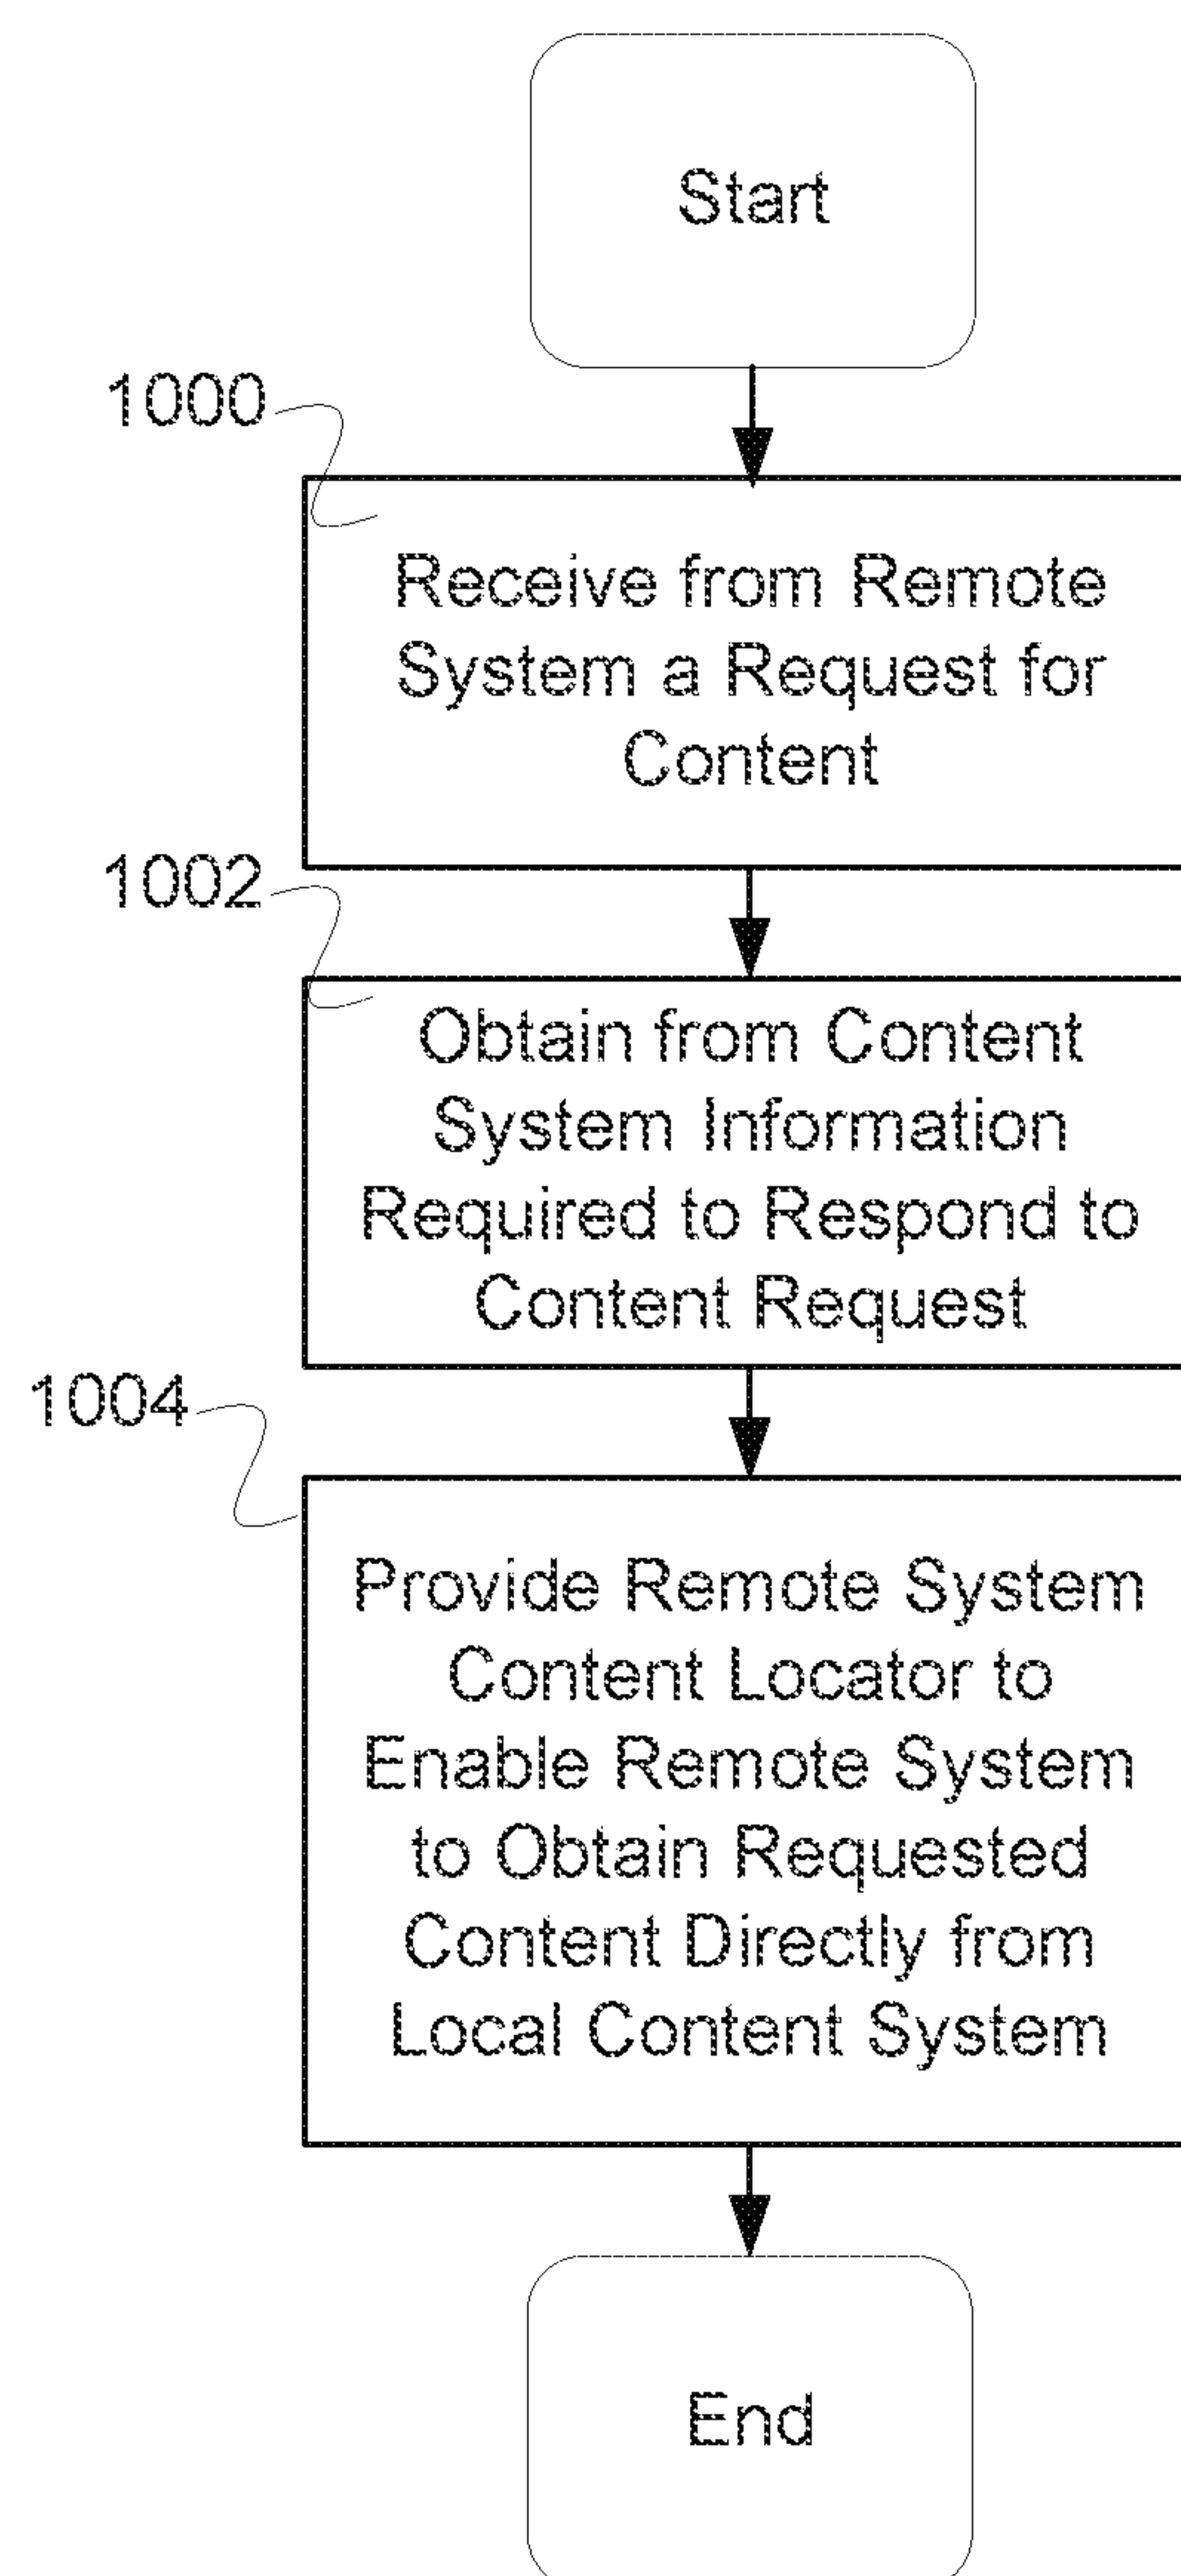 Start
1000
Receive from Remote
System a Request for
Content
1002
Obtain from Content
System Information
Required to Respond to
Content Request
1004
Provide Remote System
Content Locator to
Enable Remote System
to Obtain Requested
Content Directly from
Local Content System
End